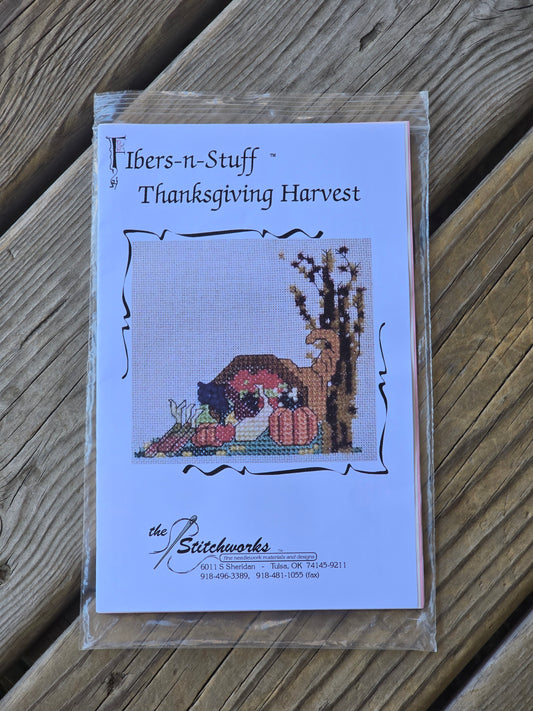 Fibers-n-Stuff ™
Thanksgiving Harvest
the
Stitchworks ™
fine needlework materials and designs
6011 S Sheridan - Tulsa, OK 74145-9211
918-496-3389, 918-481-1055 (fax)